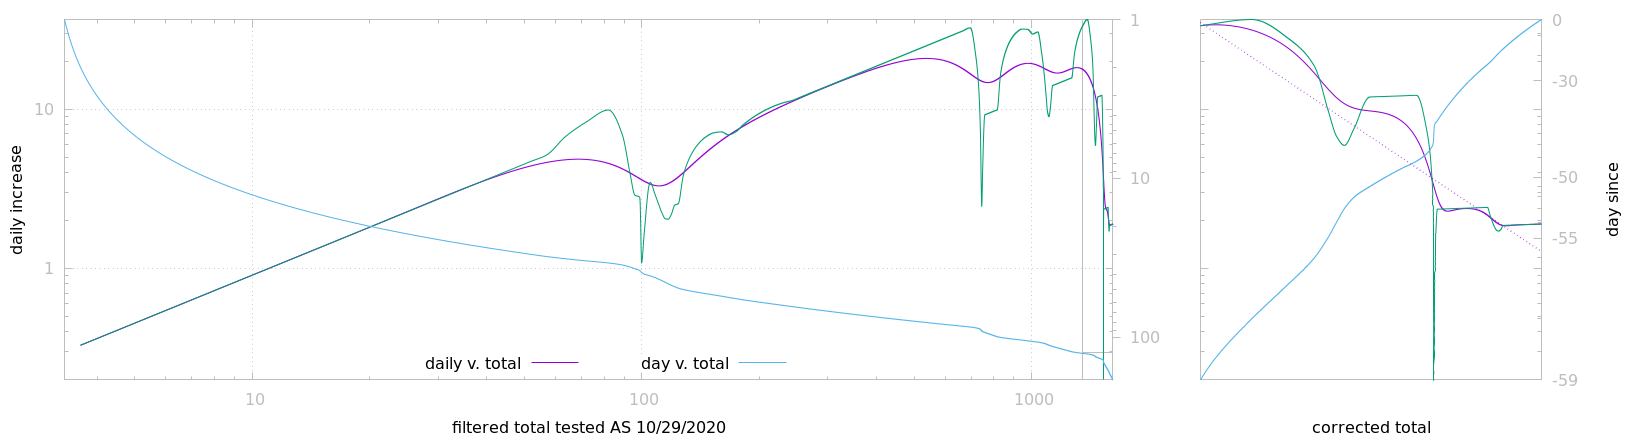 daily increase
10
1
10
100
1000
1
10
100
daily v. total
day v. total
filtered total tested AS 10/29/2020
0
-30
-50
-55
-59
day since
corrected total